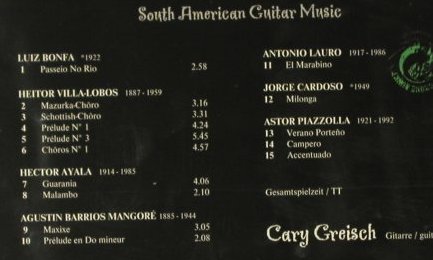 South American Guitar Music
LUIZ BONFA *1922
1 Passeio No Rio 2.58
HEITOR VILLA-LOBOS 1887 - 1959
2 Mazurka-Chôro 3.16
3 Schottish-Chôro 3.31
4 Prélude N° 1 4.24
5 Prélude N° 3 5.45
6 Chôros N° 1 4.57
HECTOR AYALA 1914 - 1985
7 Guarania 4.06
8 Malambo 2.10
AGUSTIN BARRIOS MANGORÉ 1885 - 1944
9 Maxixe 3.05
10 Prélude en Do mineur 2.08
ANTONIO LAURO 1917 - 1986
11 El Marabino
JORGE CARDOSO *1949
12 Milonga
ASTOR PIAZZOLLA 1921 - 1992
13 Verano Porteño
14 Campero
15 Accentuado
Gesamtspielzeit / TT
Cary Greisch Gitarre / guit